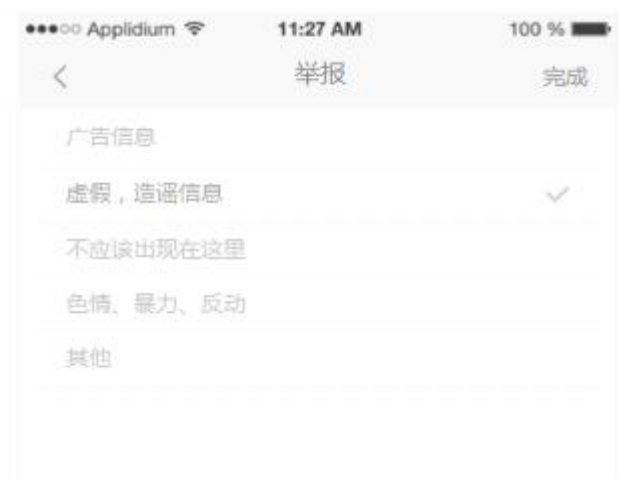 Applidium 11:27 AM 100 %
举报 完成
广告信息
虚假，造谣信息
不应该出现在这里
色情、暴力、反动
其他